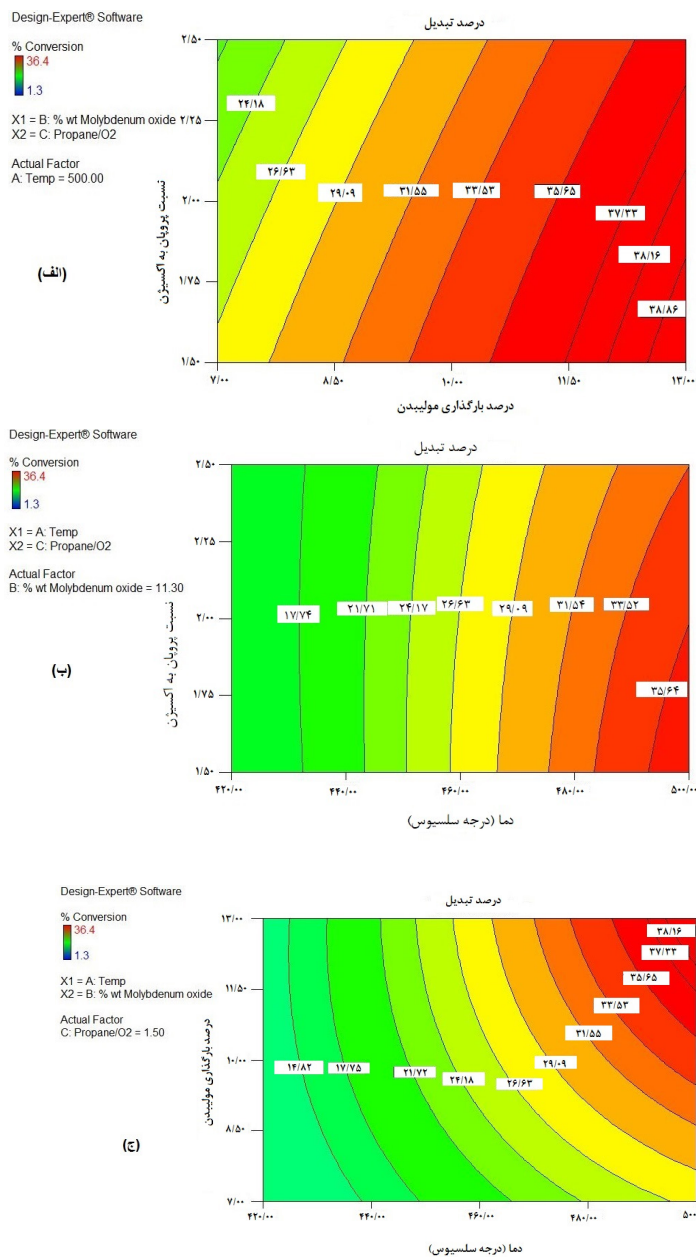 Design-Expert® Software
% Conversion
36.4
1.3
X1 = B: % wt Molybdenum oxide
X2 = C: Propane/O2
Actual Factor
A: Temp = 500.00
(الف)
درصد تبدیل
نسبت پروپان به اکسیژن
۲/۵۰
۲/۲۵
۲/۰۰
۱/۷۵
۱/۵۰
۲۴/۱۸
۲۶/۶۳
۲۹/۰۹
۳۱/۵۵
۳۳/۵۳
۳۵/۶۵
۳۷/۳۳
۳۸/۱۶
۳۸/۸۶
۷/۰۰
۸/۵۰
۱۰/۰۰
۱۱/۵۰
۱۳/۰۰
درصد بارگذاری مولیبدن
Design-Expert® Software
% Conversion
36.4
1.3
X1 = A: Temp
X2 = C: Propane/O2
Actual Factor
B: % wt Molybdenum oxide = 11.30
(ب)
درصد تبدیل
نسبت پروپان به اکسیژن
۲/۵۰
۲/۲۵
۲/۰۰
۱/۷۵
۱/۵۰
۱۷/۷۴
۲۱/۷۱
۲۴/۱۷
۲۶/۶۳
۲۹/۰۹
۳۱/۵۴
۳۳/۵۲
۳۵/۶۴
۴۲۰/۰۰
۴۴۰/۰۰
۴۶۰/۰۰
۴۸۰/۰۰
۵۰۰/۰۰
دما (درجه سلسیوس)
Design-Expert® Software
% Conversion
36.4
1.3
X1 = A: Temp
X2 = B: % wt Molybdenum oxide
Actual Factor
C: Propane/O2 = 1.50
(ج)
درصد تبدیل
درصد بارگذاری مولیبدن
۱۳/۰۰
۱۱/۵۰
۱۰/۰۰
۸/۵۰
۷/۰۰
۳۸/۱۶
۳۷/۳۳
۳۵/۶۵
۳۳/۵۳
۳۱/۵۵
۲۹/۰۹
۲۶/۶۳
۲۴/۱۸
۲۱/۷۲
۱۷/۷۵
۱۴/۸۲
۴۲۰/۰۰
۴۴۰/۰۰
۴۶۰/۰۰
۴۸۰/۰۰
دما (درجه سلسیوس)